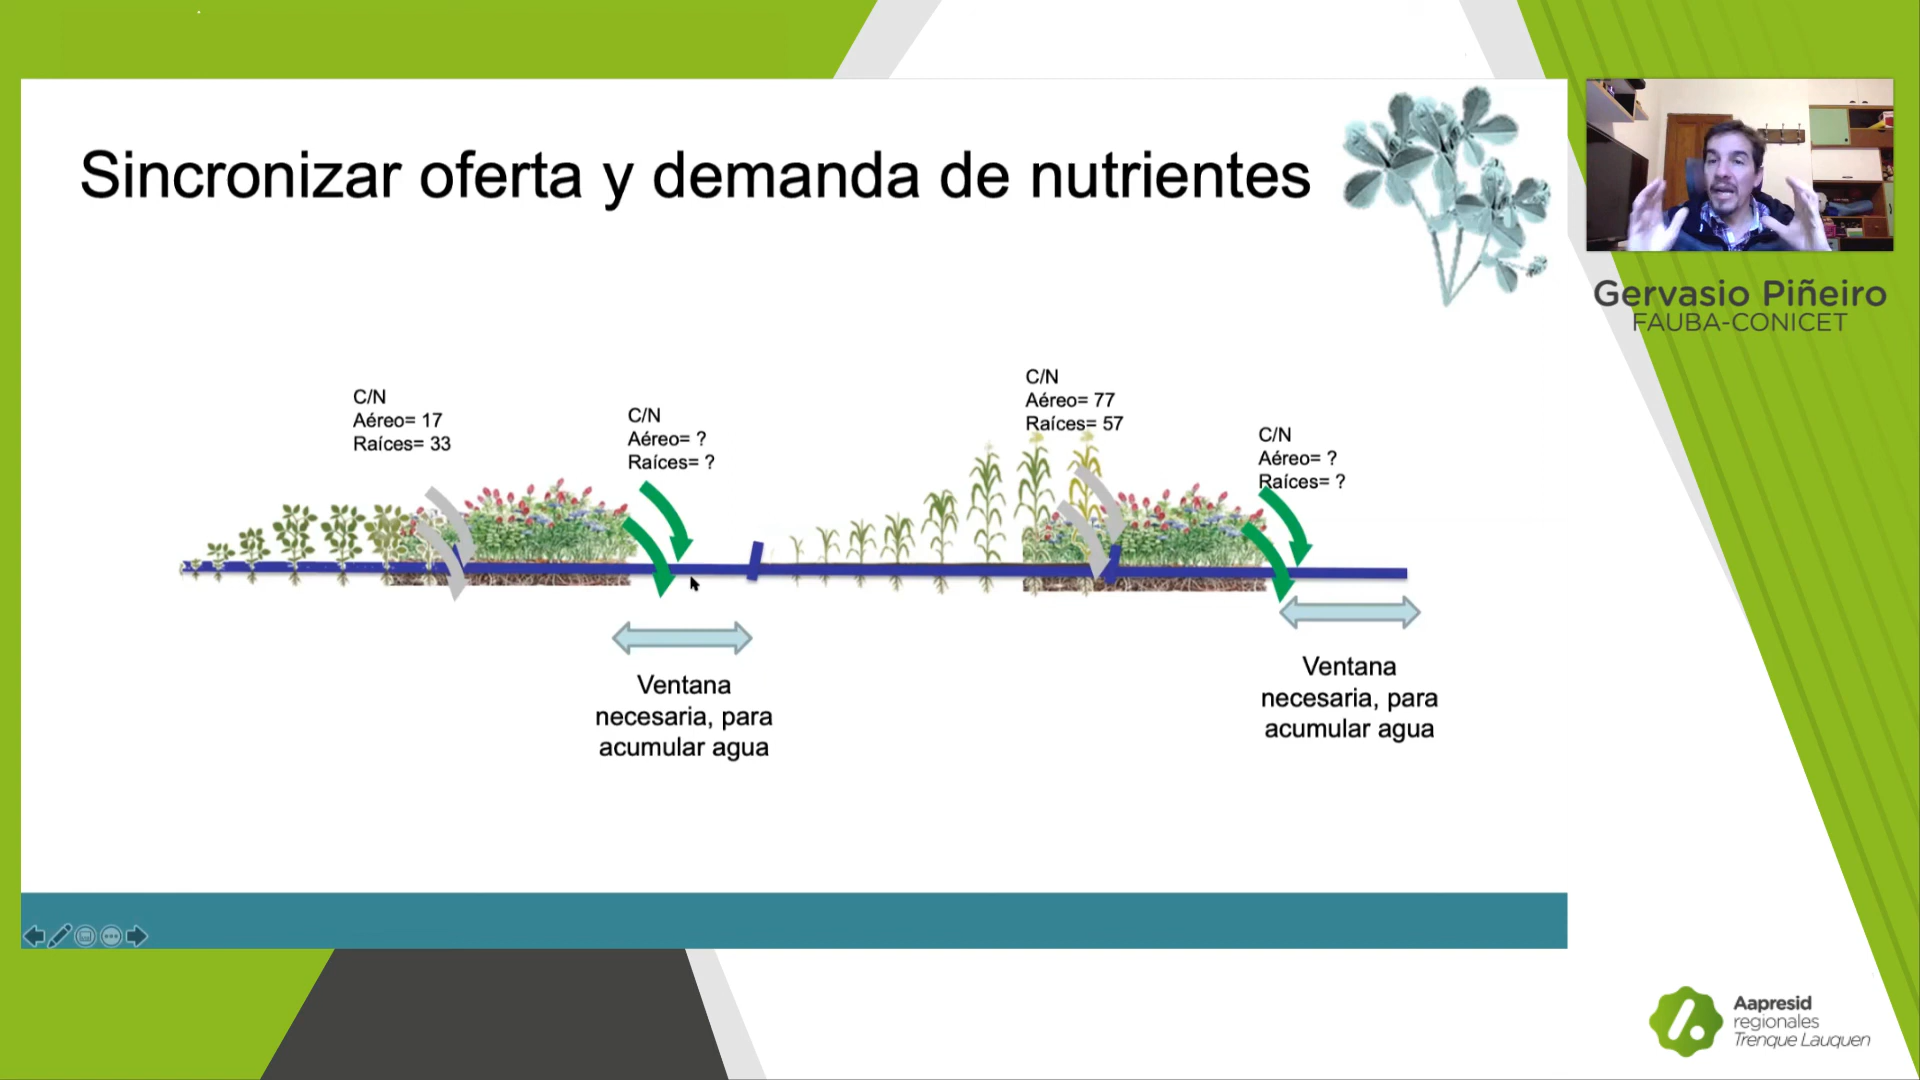 Sincronizar oferta y demanda de nutrientes
C/N
Aéreo= 17
Raíces= 33
C/N
Aéreo= ?
Raíces= ?
C/N
Aéreo= 77
Raíces= 57
C/N
Aéreo= ?
Raíces= ?
Ventana
necesaria, para
acumular agua
Ventana
necesaria, para
acumular agua
Gervasio Piñeiro
FAUBA-CONICET
Aapresid
regionales
Trenque Lauquen